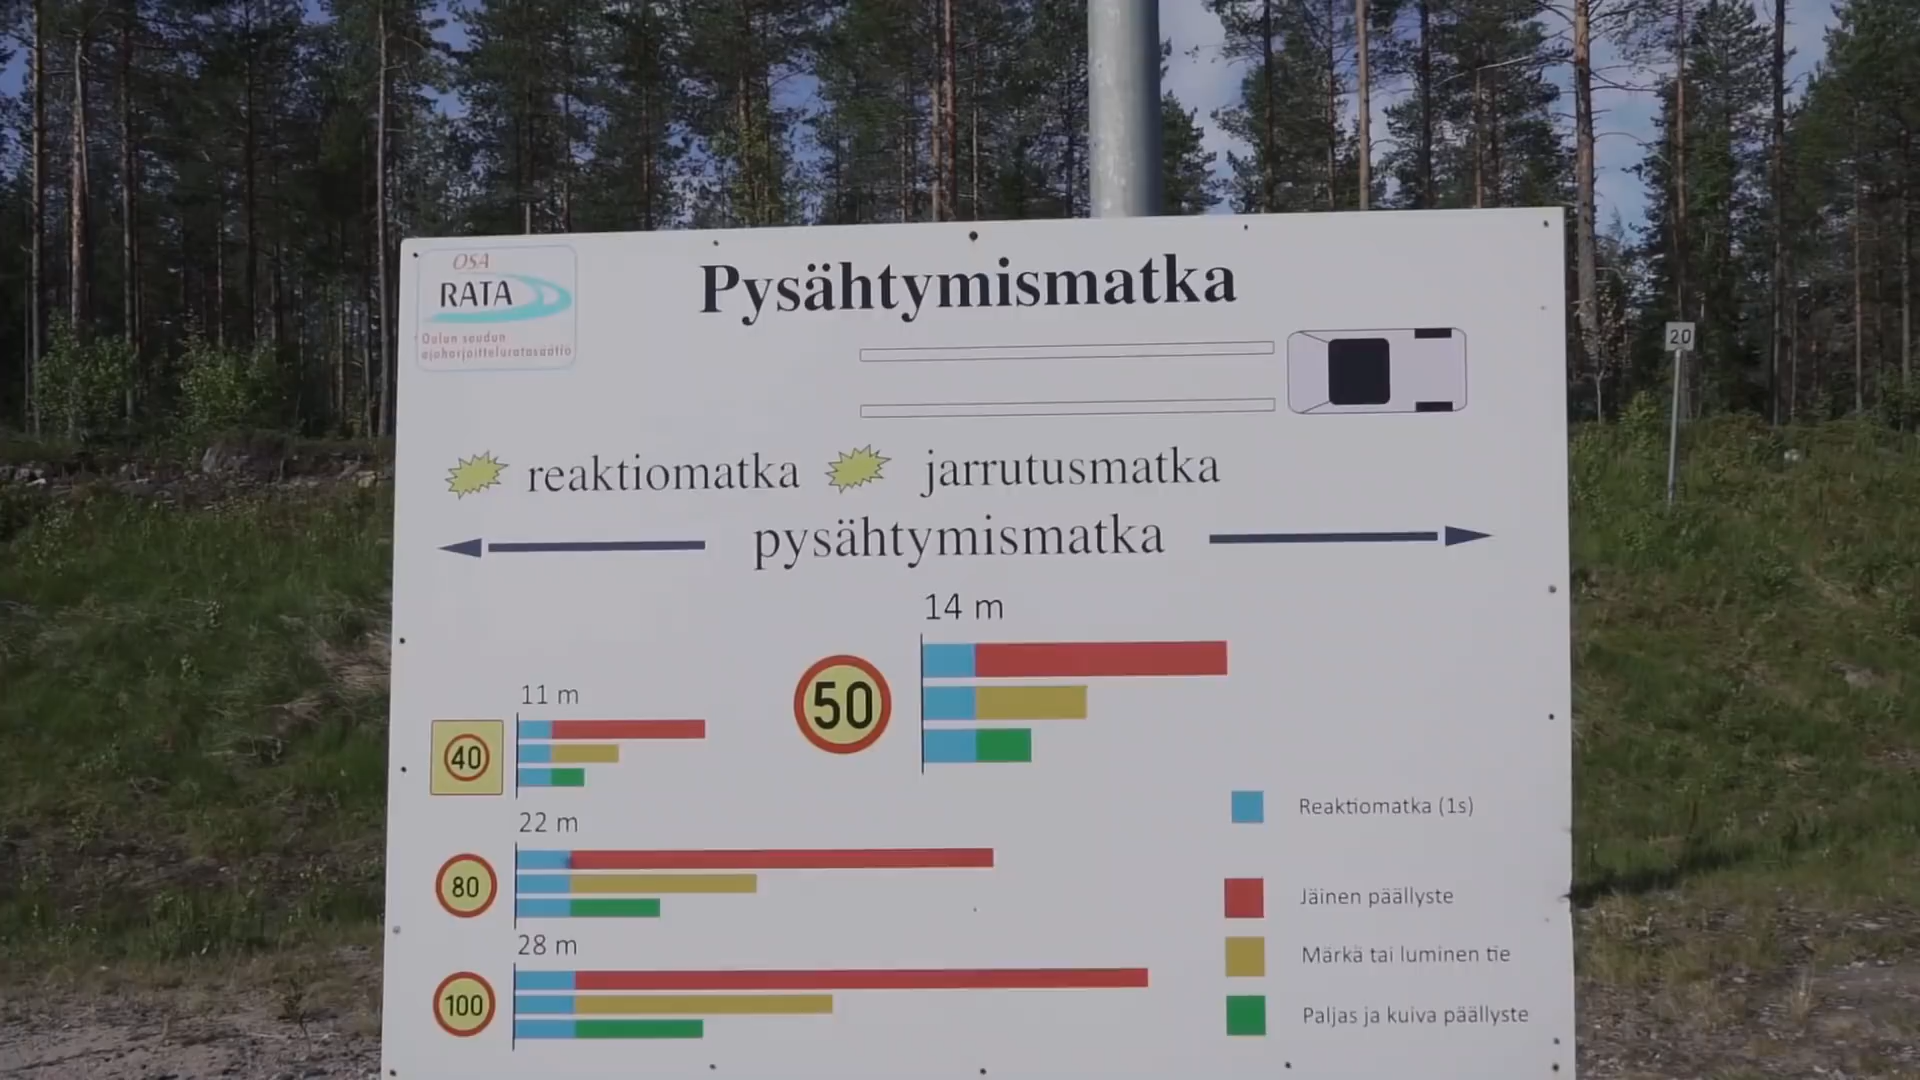 OSA
RATA
Oulun seudun
ajoharjoitteluratasäätiö
Pysähtymismatka
20
reaktiomatka jarrutusmatka
pysähtymismatka
14 m
50
11 m
40
22 m
80
28 m
100
Reaktiomatka (1s)
Jäinen päällyste
Märkä tai luminen tie
Paljas ja kuiva päällyste